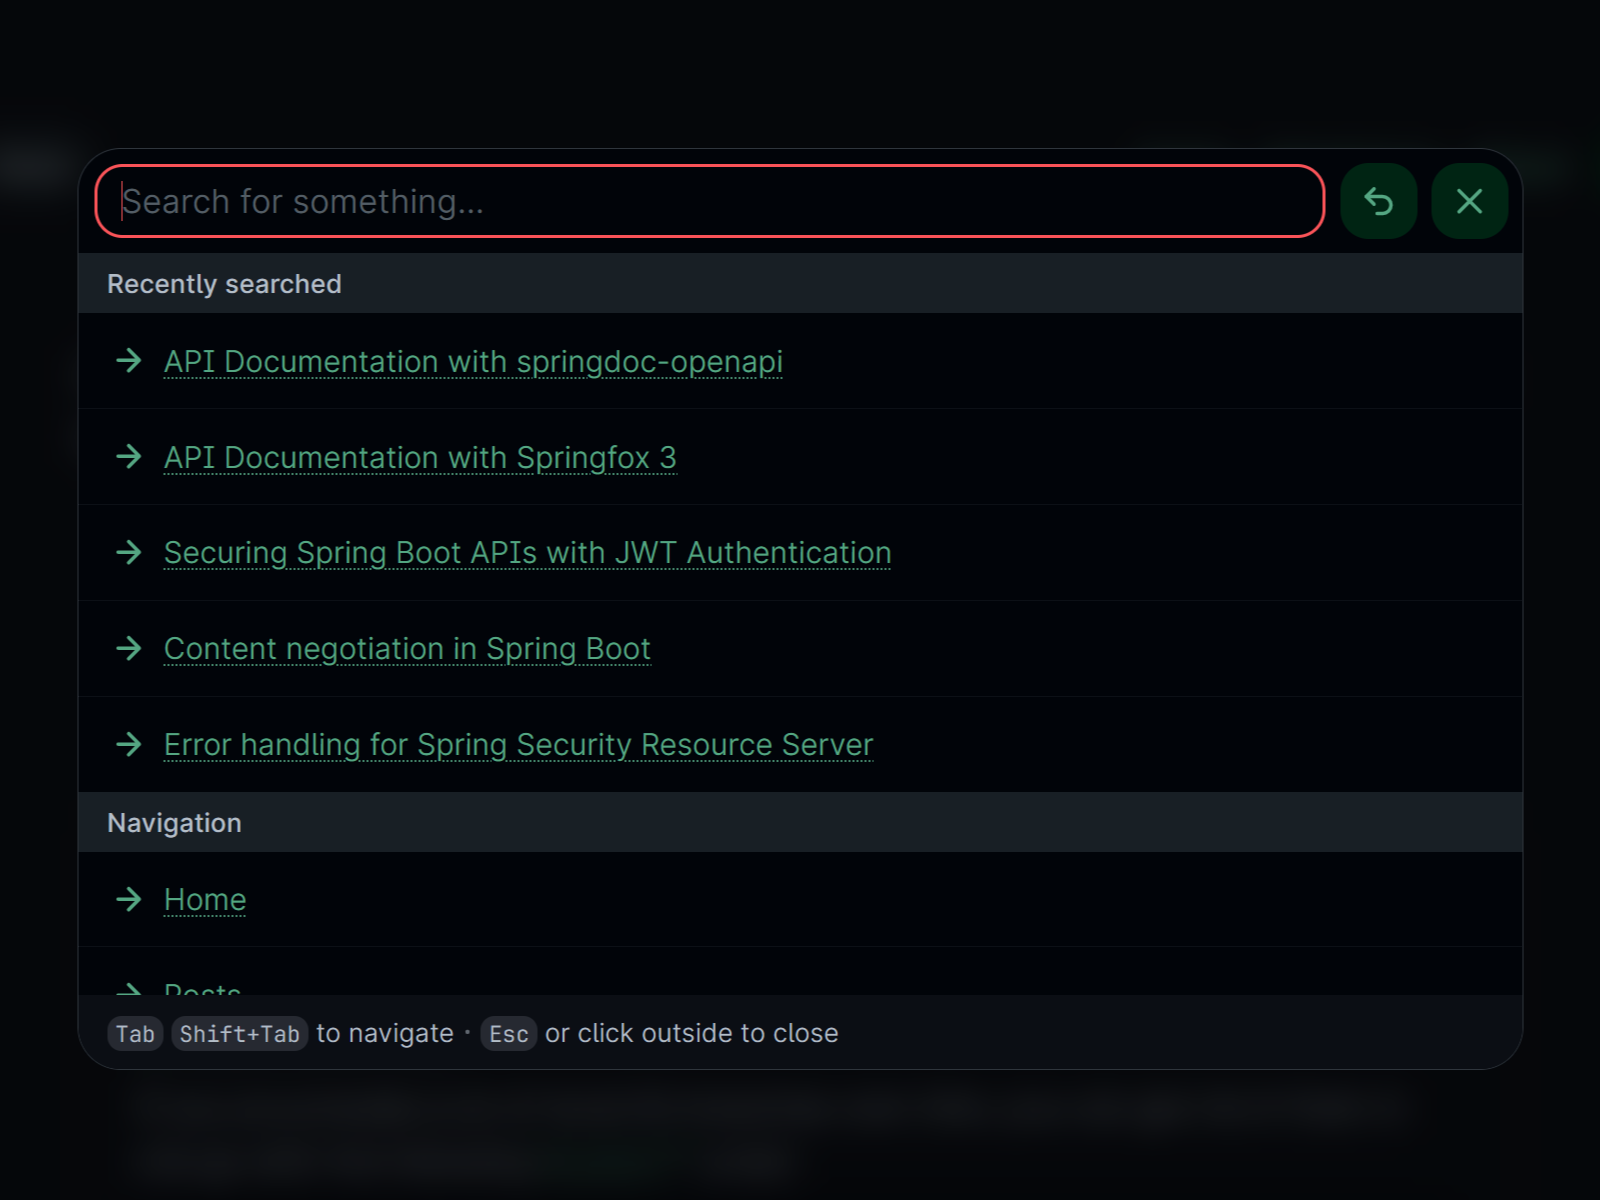 Search for something...
Recently searched
API Documentation with springdoc-openapi
API Documentation with Springfox 3
Securing Spring Boot APIs with JWT Authentication
Content negotiation in Spring Boot
Error handling for Spring Security Resource Server
Navigation
Home
Posts
Tab Shift+Tab to navigate · Esc or click outside to close